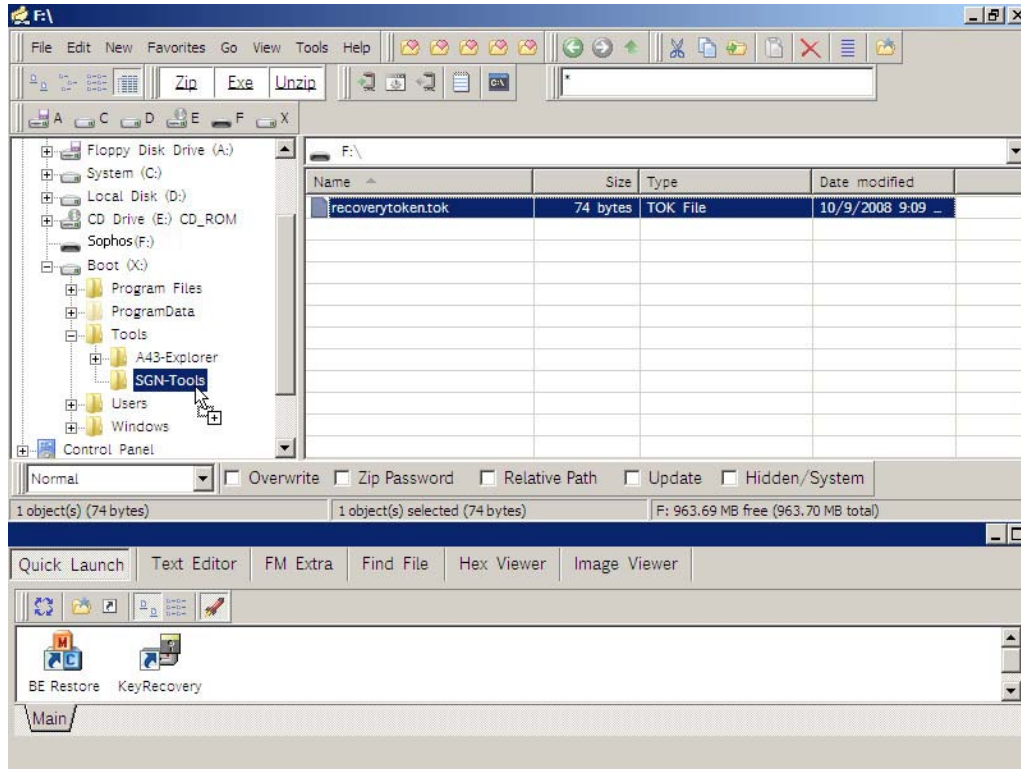 F:\
File Edit New Favorites Go View Tools Help
Zip Exe Unzip C:\ *
A C D E F X
Floppy Disk Drive (A:)
System (C:)
Local Disk (D:)
CD Drive (E:) CD_ROM
Sophos(F:)
Boot (X:)
Program Files
ProgramData
Tools
A43-Explorer
SGN-Tools
Users
Windows
Control Panel
F:\
Name Size Type Date modified
recoverytoken.tok 74 bytes TOK File 10/9/2008 9:09 ...
Normal Overwrite Zip Password Relative Path Update Hidden/System
1 object(s) (74 bytes) 1 object(s) selected (74 bytes) F: 963.69 MB free (963.70 MB total)
Quick Launch Text Editor FM Extra Find File Hex Viewer Image Viewer
M
C
BE Restore KeyRecovery
Main